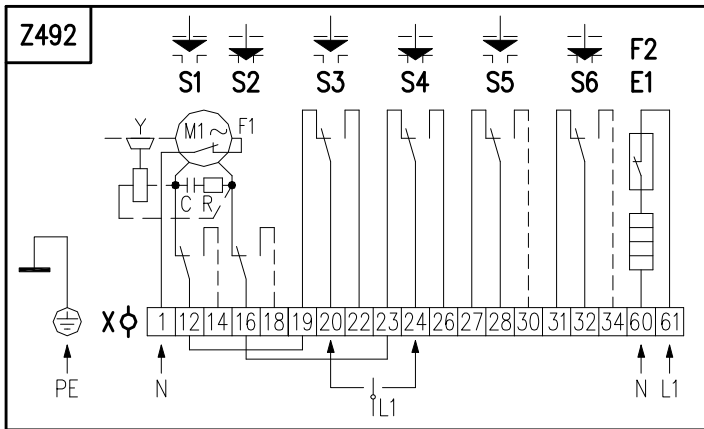 Z492
F2
S1 S2 S3 S4 S5 S6 E1
Y M1 ~ F1
C R
X 1 12 14 16 18 19 20 22 23 24 26 27 28 30 31 32 34 60 61
PE N L1 N L1